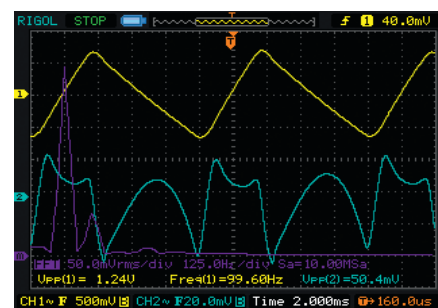 RIGOL STOP T F 1 40.0mV
T
1
2
m
FFT 50.0mVrms/div 125.0Hz/div Sa=10.00MSa
Vpp(1)= 1.24V Freq(1)=99.60Hz Vpp(2)=50.4mV
CH1~ F 500mV B CH2~ F20.0mV B Time 2.000ms T→160.0us